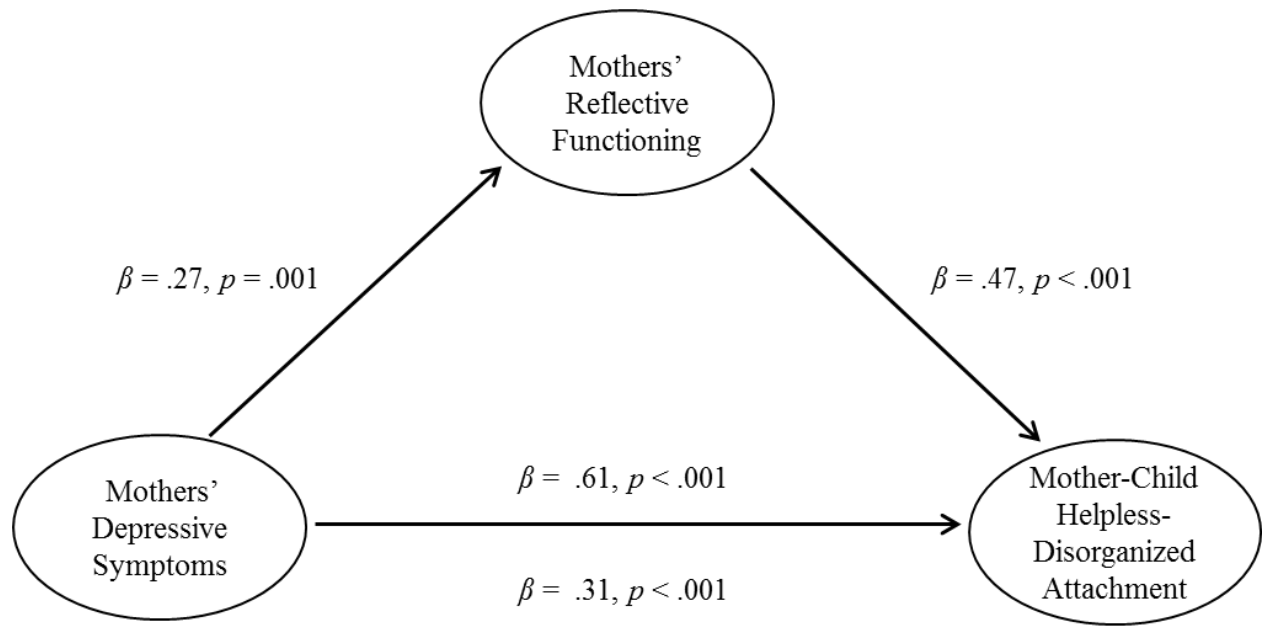 Mothers’
Reflective
Functioning
β = .27, p = .001
β = .47, p < .001
Mothers’
Depressive
Symptoms
β =  .61, p < .001
β =  .31, p < .001
Mother-Child
Helpless-
Disorganized
Attachment